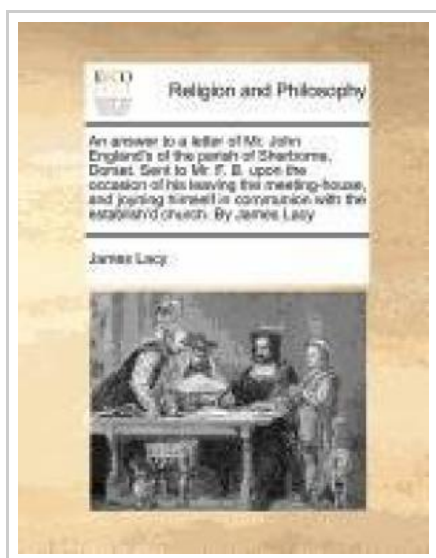 ECCO
Religion and Philosophy
An answer to a letter of Mr. John
England's of the parish of Sherborne,
Dorset. Sent to Mr. F. B. upon the
occasion of his leaving the meeting-house,
and joyning himself in communion with the
establish'd church. By James Lacy
James Lacy